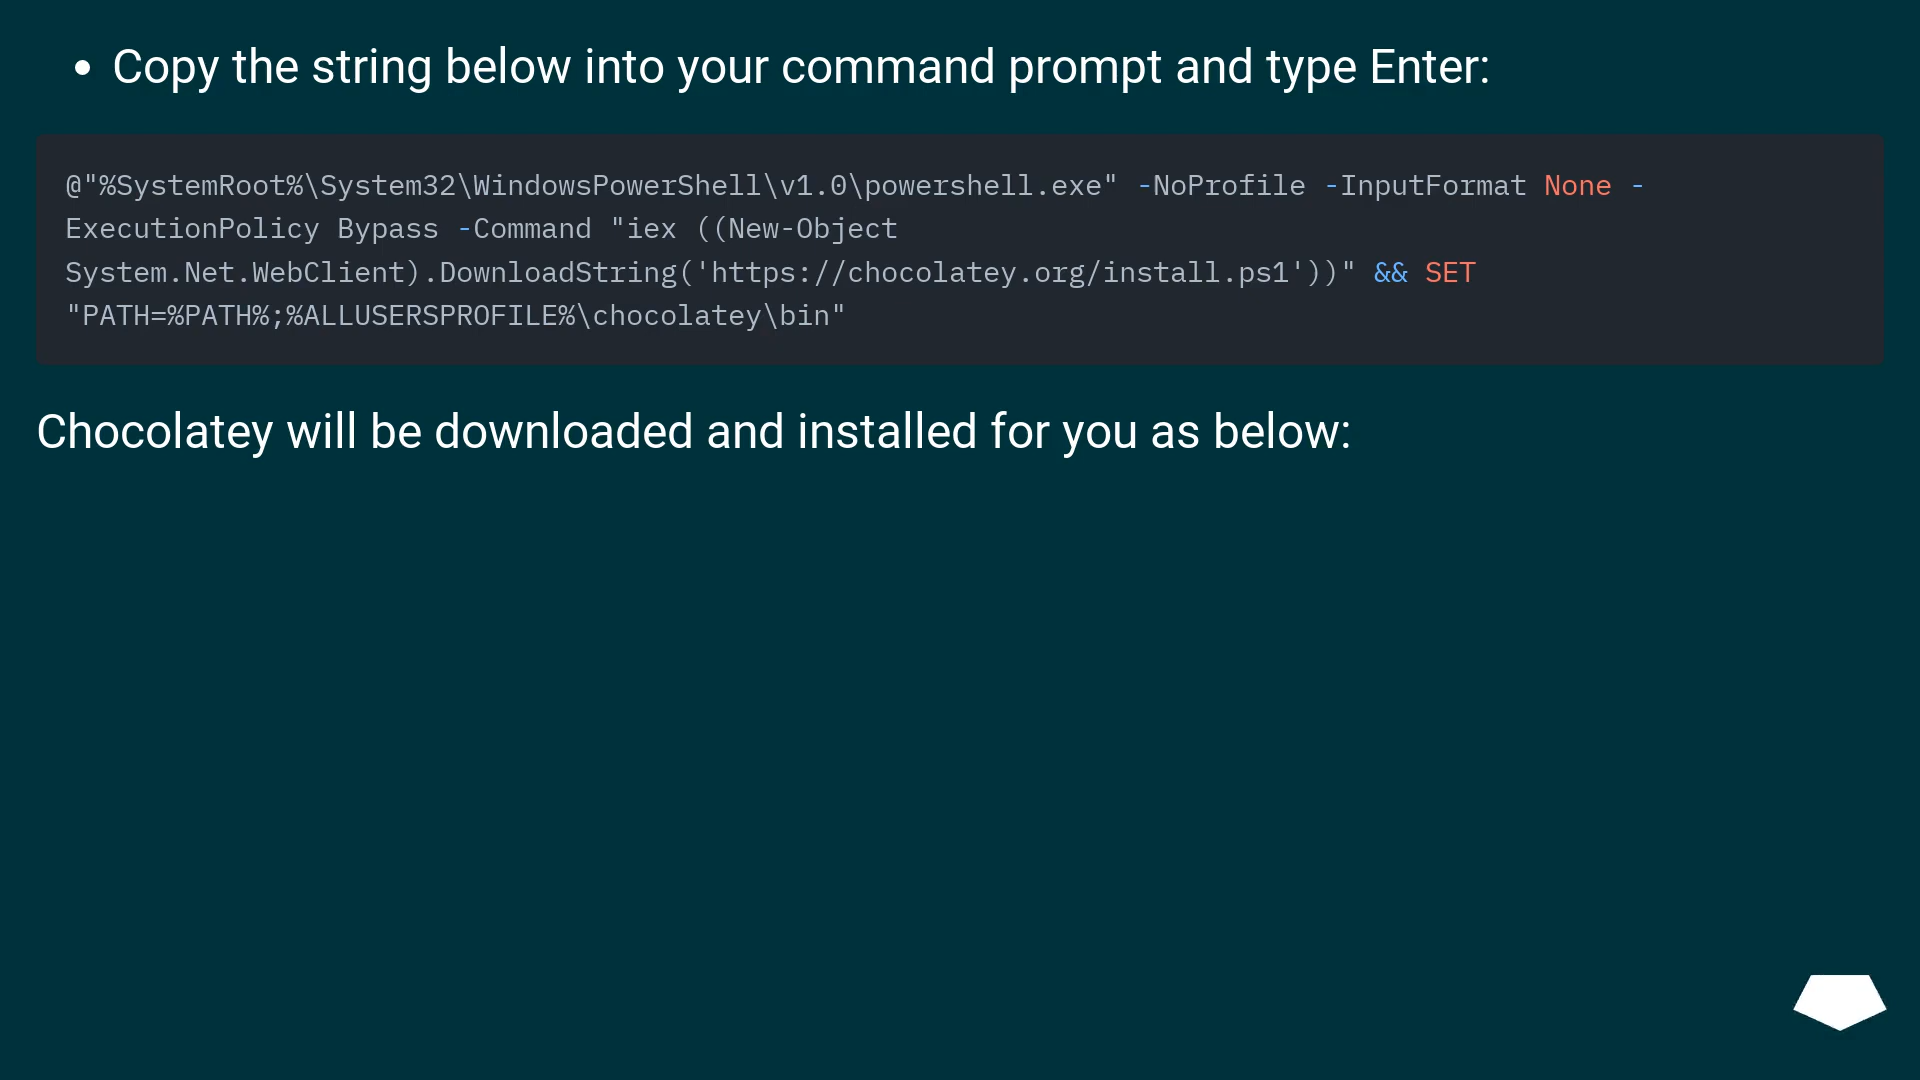 • Copy the string below into your command prompt and type Enter:
@"%SystemRoot%\System32\WindowsPowerShell\v1.0\powershell.exe" -NoProfile -InputFormat None -
ExecutionPolicy Bypass -Command "iex ((New-Object
System.Net.WebClient).DownloadString('https://chocolatey.org/install.ps1'))" && SET
"PATH=%PATH%;%ALLUSERSPROFILE%\chocolatey\bin"
Chocolatey will be downloaded and installed for you as below: